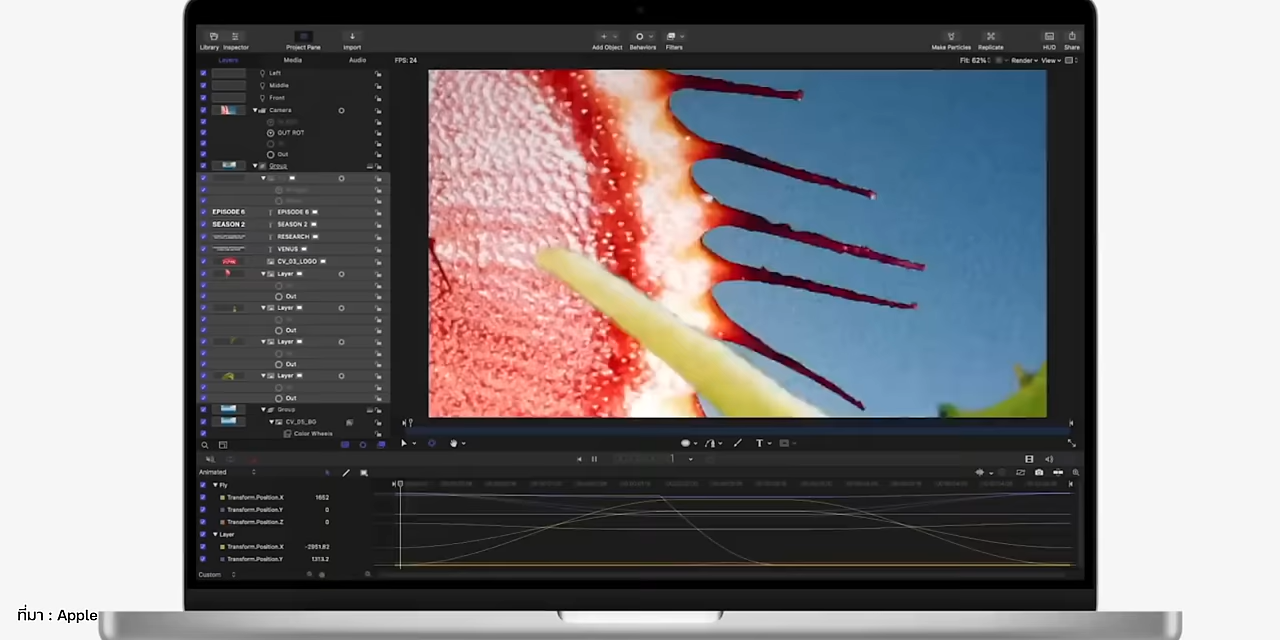 Library Inspector Project Pane Import Add Object Behaviors Filters Make Particles Replicate HUD Share
Layers Media Audio FPS: 24 Fit: 62% Render View
Left
Middle
Front
Camera
OUT ROT
Out
Group
EPISODE 6 EPISODE 6
SEASON 2 SEASON 2
RESEARCH
VENUS
CV_03_LOGO
Layer
Out
Layer
Out
Layer
Out
Layer
Out
Group
CV_05_BG
Color Wheels
Animated
Fly
Transform.Position.X 1652
Transform.Position.Y 0
Transform.Position.Z 0
Layer
Transform.Position.X -2951.82
Transform.Position.Y 1313.2
Custom
ที่มา : Apple